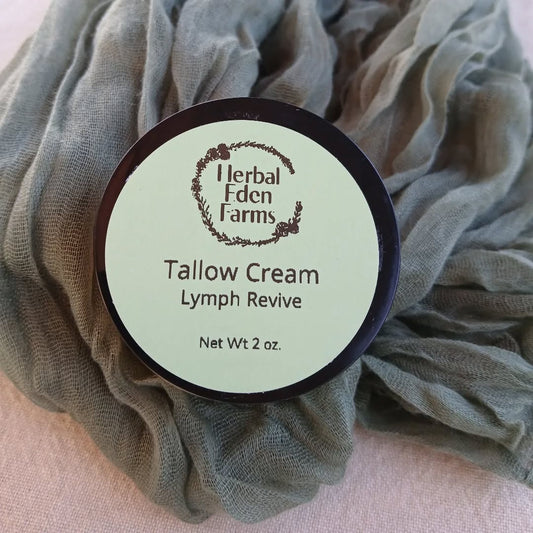 Herbal
Eden
Farms
Tallow Cream
Lymph Revive
Net Wt 2 oz.